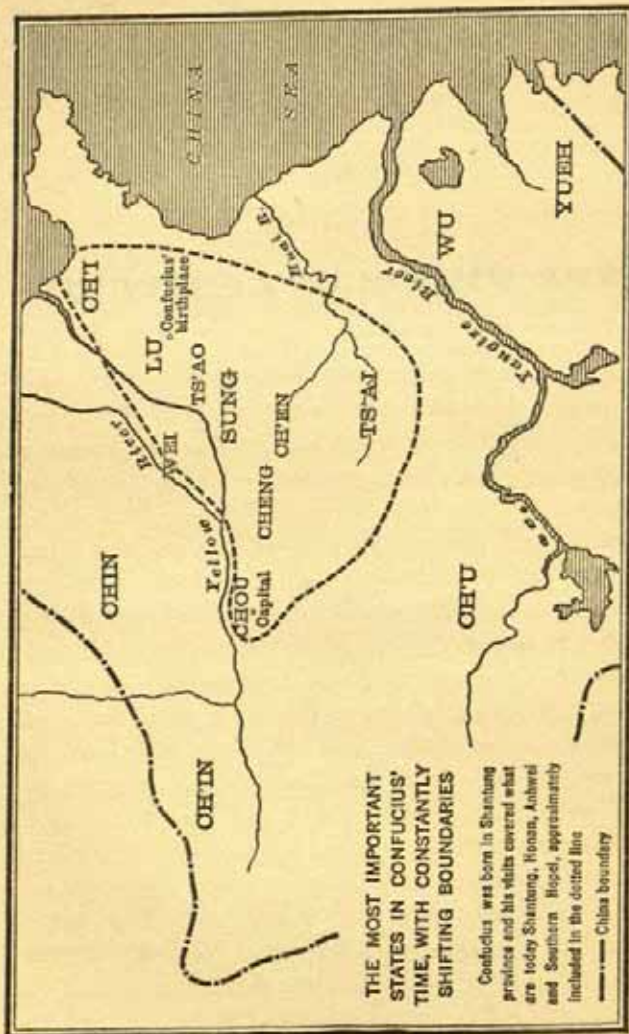 CHINA
SEA
CH'I
LU
Confucius'
birthplace
TS'AO
SUNG
WEI
Yellow River
CHIN
CHENG
CH'EN
CHOU
Capital
TS'AI
Huai R.
CH'IN
CH'U
Yangtze River
WU
YUEH
THE MOST IMPORTANT
STATES IN CONFUCIUS'
TIME, WITH CONSTANTLY
SHIFTING BOUNDARIES
Confucius was born in Shantung
province and his visits covered what
are today Shantung, Honan, Anhwei
and Southern Hopei, approximately
included in the dotted line
China boundary